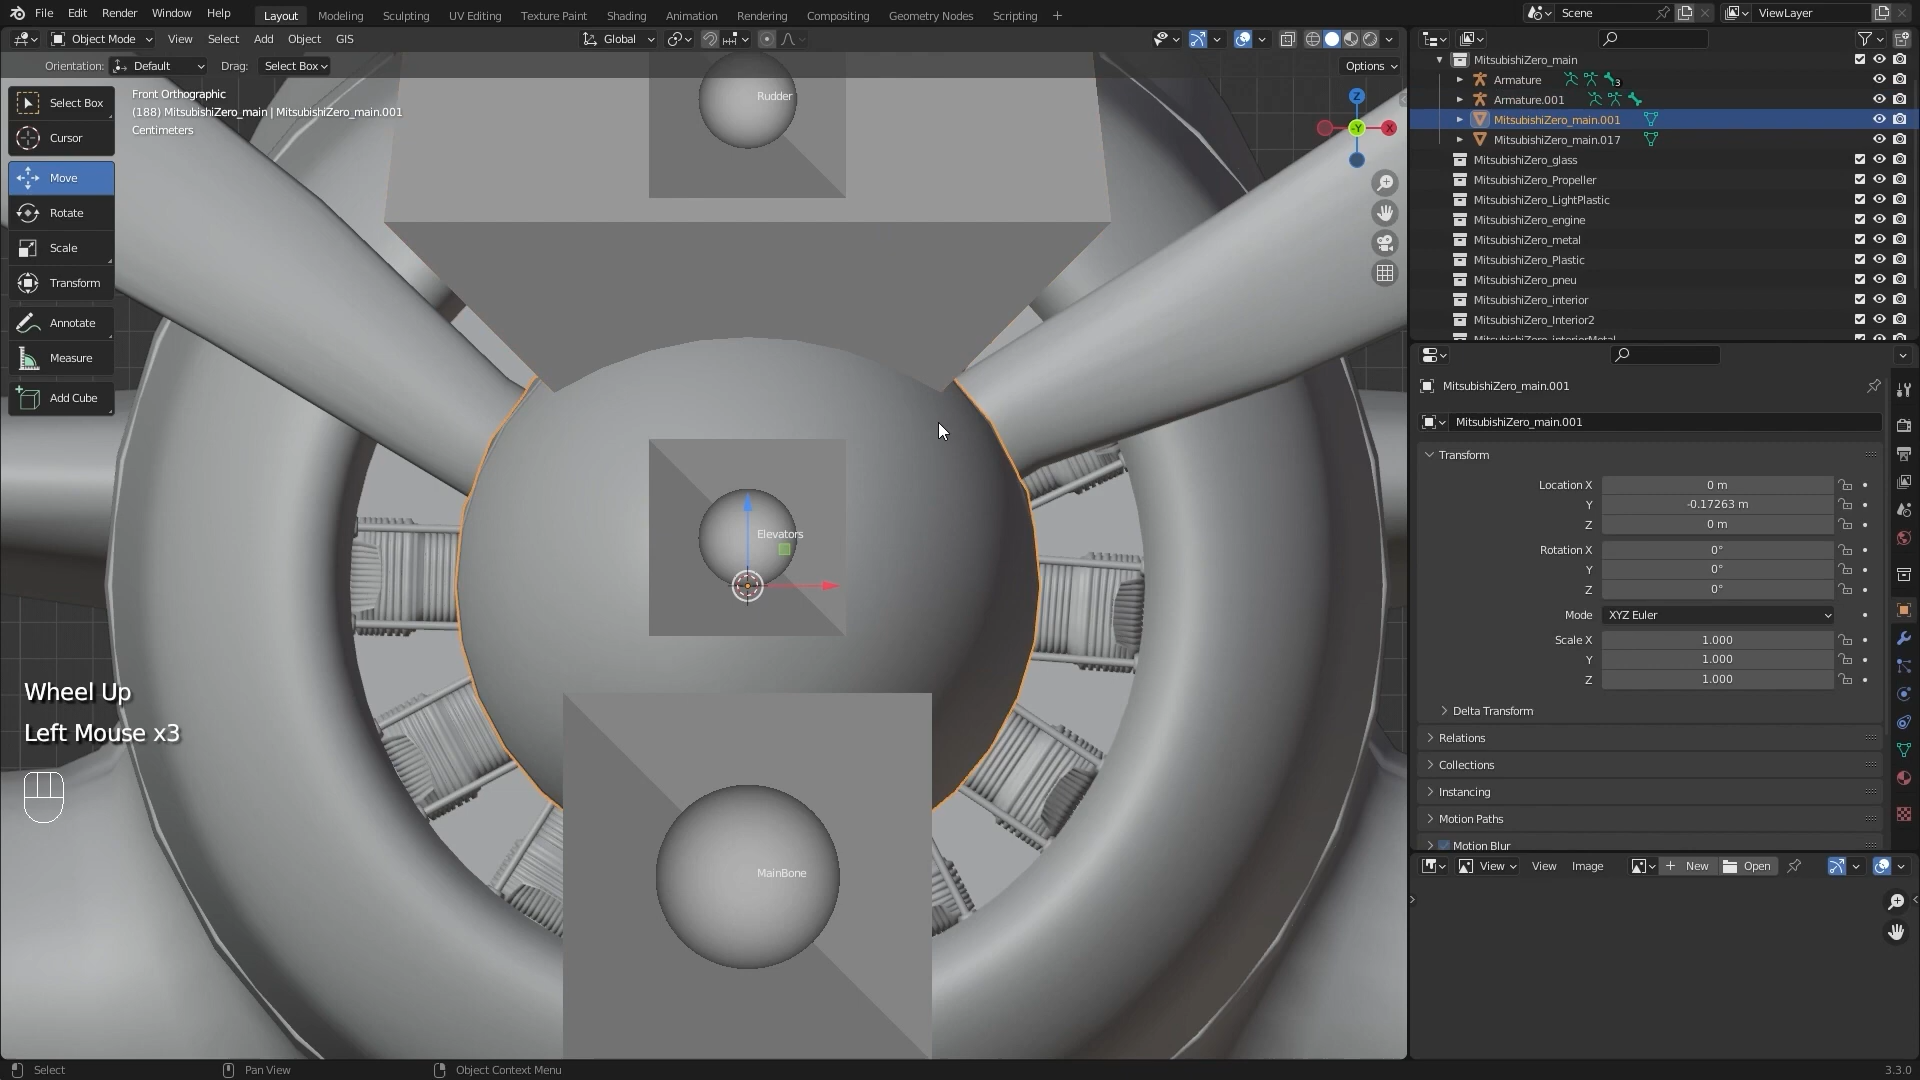 File Edit Render Window Help Layout Modeling Sculpting UV Editing Texture Paint Shading Animation Rendering Compositing Geometry Nodes Scripting + Scene ViewLayer
Object Mode View Select Add Object GIS Global
Orientation: Default Drag: Select Box Options
Front Orthographic
(188) MitsubishiZero_main | MitsubishiZero_main.001
Centimeters
Select Box
Cursor
Move
Rotate
Scale
Transform
Annotate
Measure
Add Cube
Rudder
Elevators
MainBone
Z
-Y
X
Wheel Up
Left Mouse x3
MitsubishiZero_main
Armature 3
Armature.001
MitsubishiZero_main.001
MitsubishiZero_main.017
MitsubishiZero_glass
MitsubishiZero_Propeller
MitsubishiZero_LightPlastic
MitsubishiZero_engine
MitsubishiZero_metal
MitsubishiZero_Plastic
MitsubishiZero_pneu
MitsubishiZero_interior
MitsubishiZero_Interior2
MitsubishiZero_interiorMetal
MitsubishiZero_main.001
MitsubishiZero_main.001
Transform
Location X 0 m
Y -0.17263 m
Z 0 m
Rotation X 0°
Y 0°
Z 0°
Mode XYZ Euler
Scale X 1.000
Y 1.000
Z 1.000
Delta Transform
Relations
Collections
Instancing
Motion Paths
Motion Blur
View View Image New Open
Select Pan View Object Context Menu 3.3.0